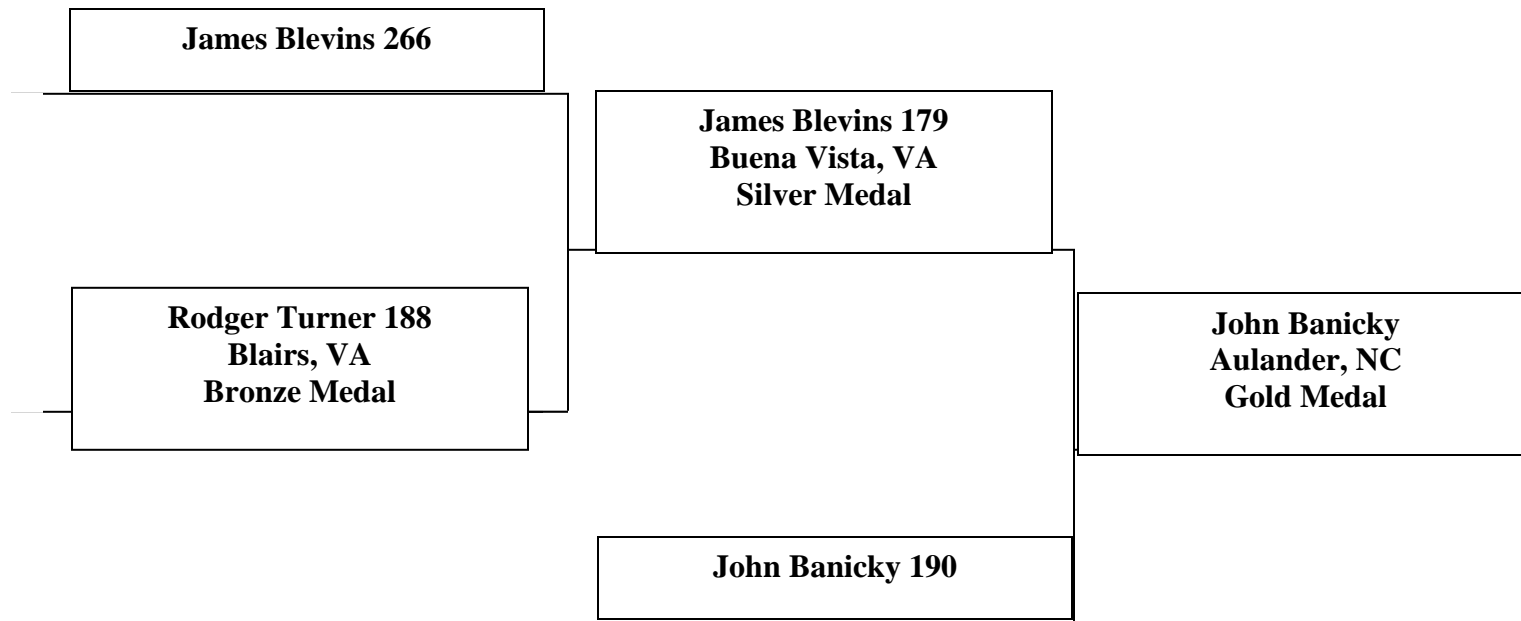 James Blevins 266
James Blevins 179
Buena Vista, VA
Silver Medal
Rodger Turner 188
Blairs, VA
Bronze Medal
John Banicky
Aulander, NC
Gold Medal
John Banicky 190